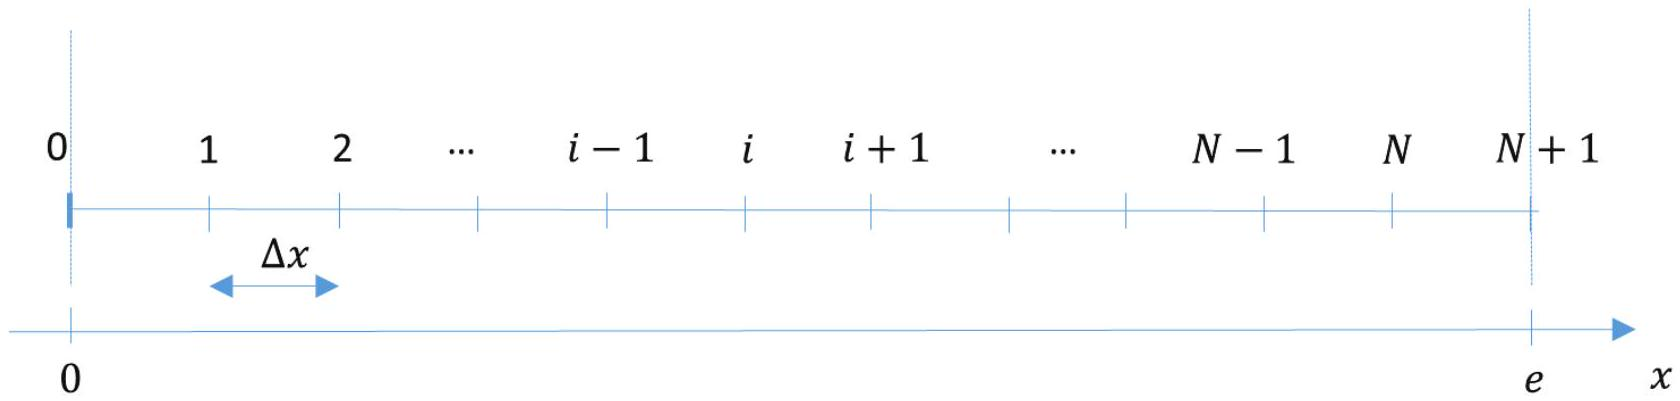 0 1 2 ... i − 1 i i + 1 ... N − 1 N N + 1
Δx
0 e x